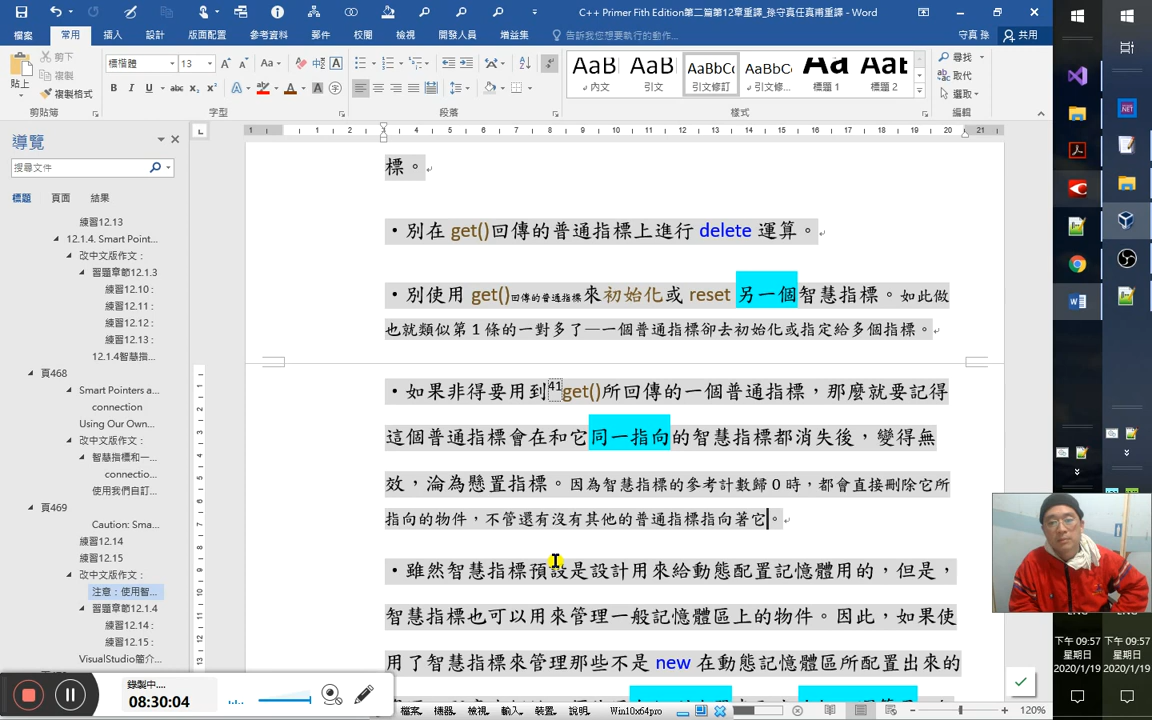 C++ Primer Fith Edition第二篇第12章重譯_孫守真任真甫重譯 - Word
檔案 常用 插入 設計 版面配置 參考資料 郵件 校閱 檢視 開發人員 增益集 告訴我您想要執行的動作... 守真 孫 共用
貼上 剪下 複製 複製格式 剪貼簿
標楷體 13 字型
段落
AaB AaB AaBbCc AaBbC AaB AaB
內文 引文 引文修訂 引文修... 標題 1 標題 2
樣式
尋找 取代 選取 編輯
導覽
搜尋文件
標題 頁面 結果
練習12.13
12.1.4. Smart Point...
改中文版作文：
習題章節12.1.3
練習12.10：
練習12.11：
練習12.12：
練習12.13：
12.1.4智慧指...
頁468
Smart Pointers a...
connection
Using Our Own...
改中文版作文：
智慧指標和一...
connectio...
使用我們自訂...
頁469
Caution: Sma...
練習12.14
練習12.15
改中文版作文：
注意：使用智...
習題章節12.1.4
練習12.14：
練習12.15：
VisualStudio簡介...
標。
・別在 get()回傳的普通指標上進行 delete 運算。
・別使用 get()回傳的普通指標來初始化或 reset 另一個智慧指標。如此做
也就類似第 1 條的一對多了─一個普通指標卻去初始化或指定給多個指標。
・如果非得要用到41get()所回傳的一個普通指標，那麼就要記得
這個普通指標會在和它同一指向的智慧指標都消失後，變得無
效，淪為懸置指標。因為智慧指標的參考計數歸 0 時，都會直接刪除它所
指向的物件，不管還有沒有其他的普通指標指向著它。
・雖然智慧指標預設是設計用來給動態配置記憶體用的，但是，
智慧指標也可以用來管理一般記憶體區上的物件。因此，如果使
用了智慧指標來管理那些不是 new 在動態記憶體區所配置出來的
錄製中....
08:30:04
檔案 機器 檢視 輸入 裝置 說明 Win10x64pro
120%
下午 09:57 下午 09:57
星期日 星期日
2020/1/19 2020/1/19